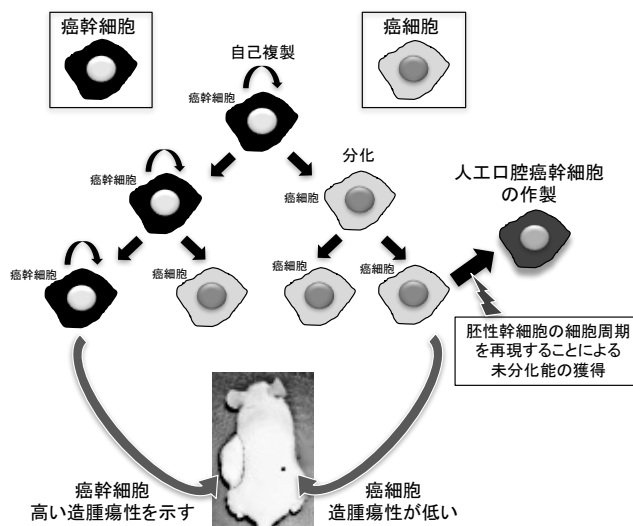 癌幹細胞
自己複製
癌細胞
癌幹細胞
分化
癌幹細胞
癌細胞
人工口腔癌幹細胞
の作製
癌幹細胞
癌細胞
癌細胞
癌細胞
胚性幹細胞の細胞周期
を再現することによる
未分化能の獲得
癌幹細胞
高い造腫瘍性を示す
癌細胞
造腫瘍性が低い